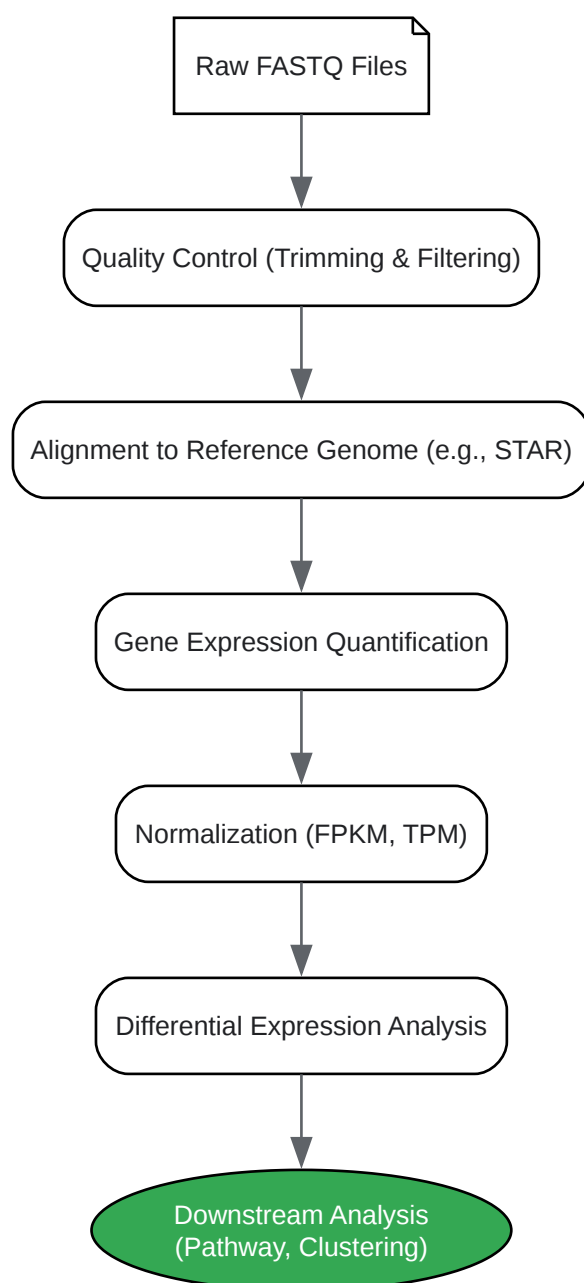 Raw FASTQ Files
Quality Control (Trimming & Filtering)
Alignment to Reference Genome (e.g., STAR)
Gene Expression Quantification
Normalization (FPKM, TPM)
Differential Expression Analysis
Downstream Analysis
(Pathway, Clustering)